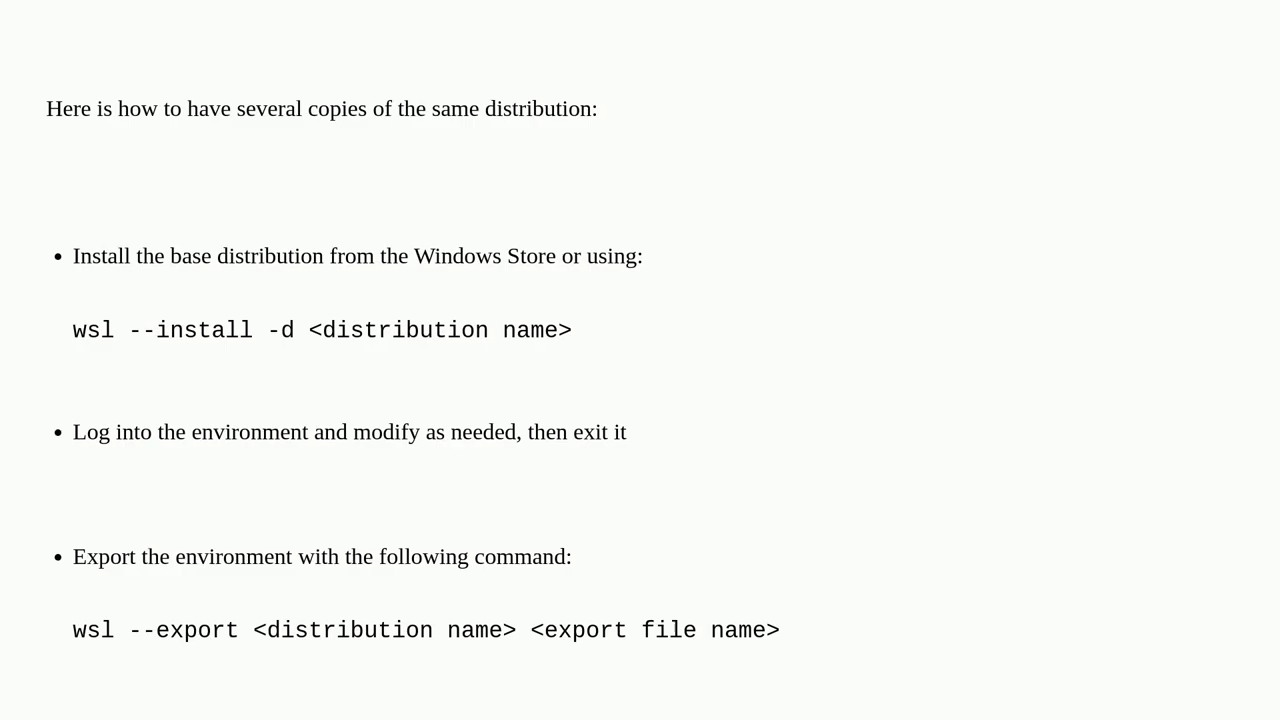 Here is how to have several copies of the same distribution:
• Install the base distribution from the Windows Store or using:
wsl --install -d <distribution name>
• Log into the environment and modify as needed, then exit it
• Export the environment with the following command:
wsl --export <distribution name> <export file name>